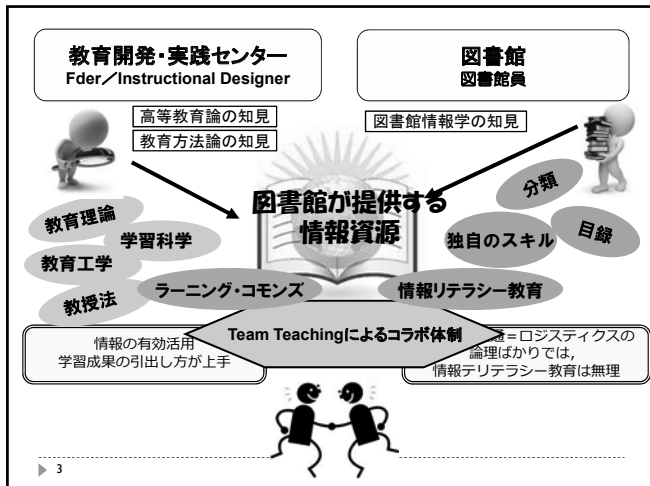 教育開発・実践センター
Fder／Instructional Designer
図書館
図書館員
高等教育論の知見
教育方法論の知見
図書館情報学の知見
図書館が提供する
情報資源
分類
目録
独自のスキル
教育理論
学習科学
教育工学
教授法
ラーニング・コモンズ
情報リテラシー教育
Team Teachingによるコラボ体制
情報の有効活用
学習成果の引出し方が上手
＝ロジスティクスの
論理ばかりでは,
情報テリテラシー教育は無理
3